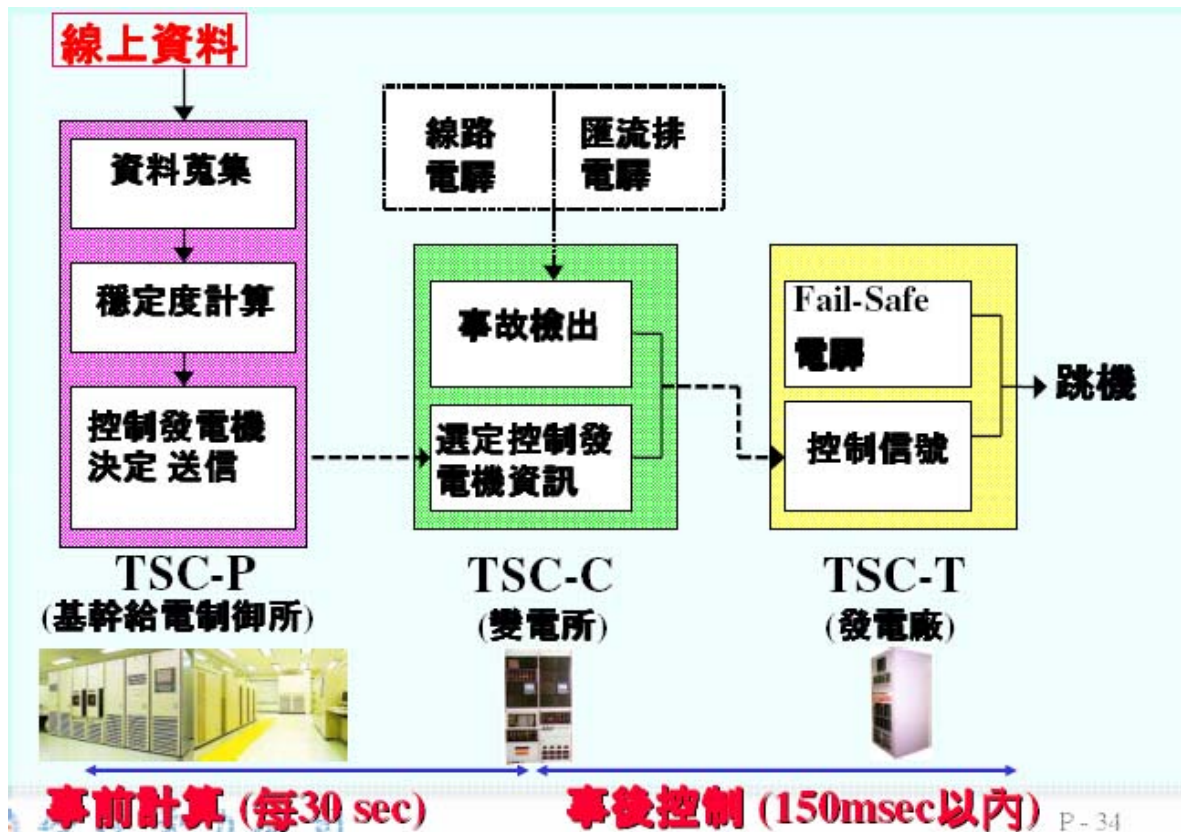 線上資料
資料蒐集
穩定度計算
控制發電機
決定 送信
TSC-P
(基幹給電制御所)
線路
電驛
匯流排
電驛
事故檢出
選定控制發
電機資訊
TSC-C
(變電所)
Fail-Safe
電驛
控制信號
跳機
TSC-T
(發電廠)
事前計算 (每30 sec)
事後控制 (150msec以內)
P - 34